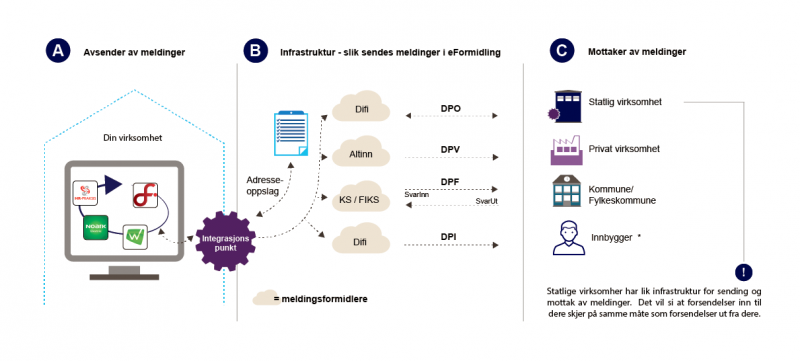 A
Avsender av meldinger
Din virksomhet
NOARK
Integrasjons
punkt
B
Infrastruktur - slik sendes meldinger i eFormidling
Adresse-
oppslag
Difi
DPO
Altinn
DPV
KS / FIKS
DPF
SvarInn
SvarUt
Difi
DPI
= meldingsformidlere
C
Mottaker av meldinger
Statlig virksomhet
Privat virksomhet
Kommune/
Fylkeskommune
Innbygger *
!
Statlige virksomher har lik infrastruktur for sending og
mottak av meldinger. Det vil si at forsendelser inn til
dere skjer på samme måte som forsendelser ut fra dere.